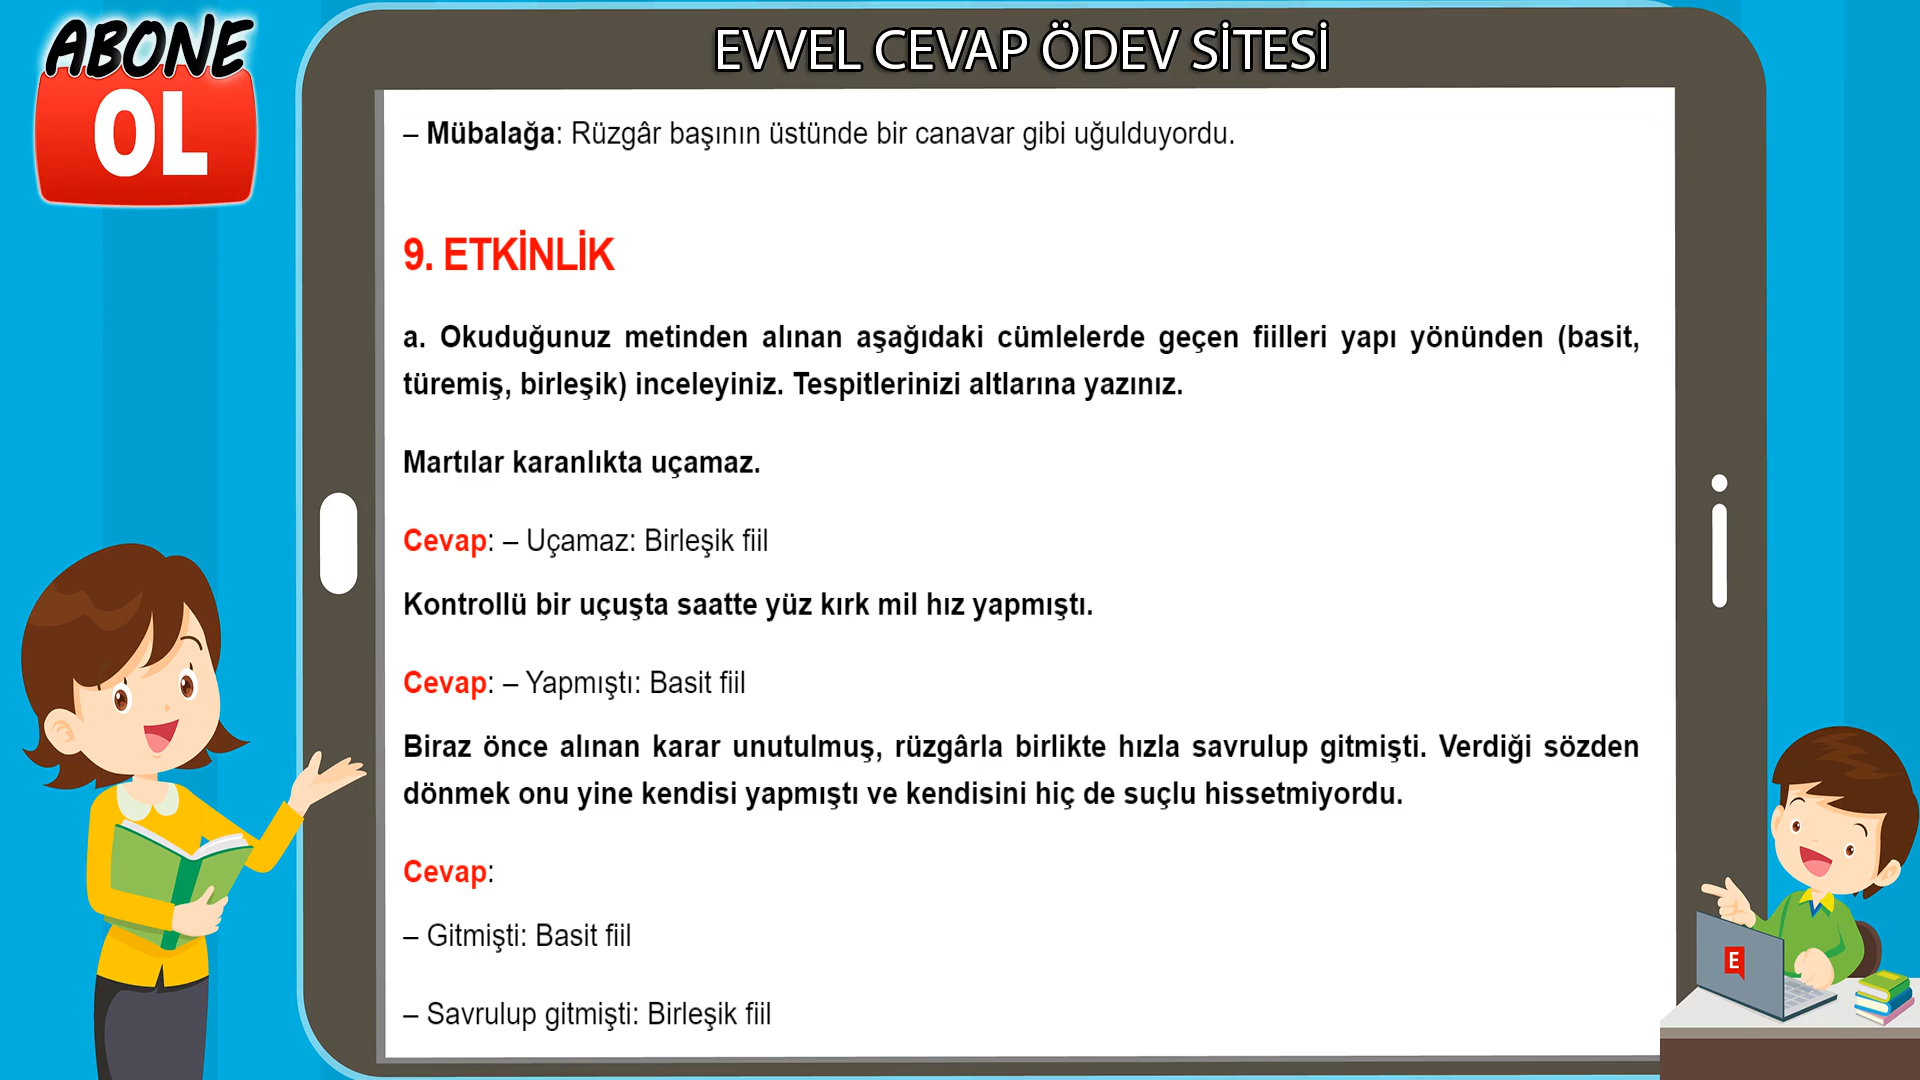 ABONE
OL
EVVEL CEVAP ÖDEV SİTESİ
– Mübalağa: Rüzgâr başının üstünde bir canavar gibi uğulduyordu.
9. ETKİNLİK
a. Okuduğunuz metinden alınan aşağıdaki cümlelerde geçen fiilleri yapı yönünden (basit,
türemiş, birleşik) inceleyiniz. Tespitlerinizi altlarına yazınız.
Martılar karanlıkta uçamaz.
Cevap: – Uçamaz: Birleşik fiil
Kontrollü bir uçuşta saatte yüz kırk mil hız yapmıştı.
Cevap: – Yapmıştı: Basit fiil
Biraz önce alınan karar unutulmuş, rüzgârla birlikte hızla savrulup gitmişti. Verdiği sözden
dönmek onu yine kendisi yapmıştı ve kendisini hiç de suçlu hissetmiyordu.
Cevap:
– Gitmişti: Basit fiil
– Savrulup gitmişti: Birleşik fiil
E